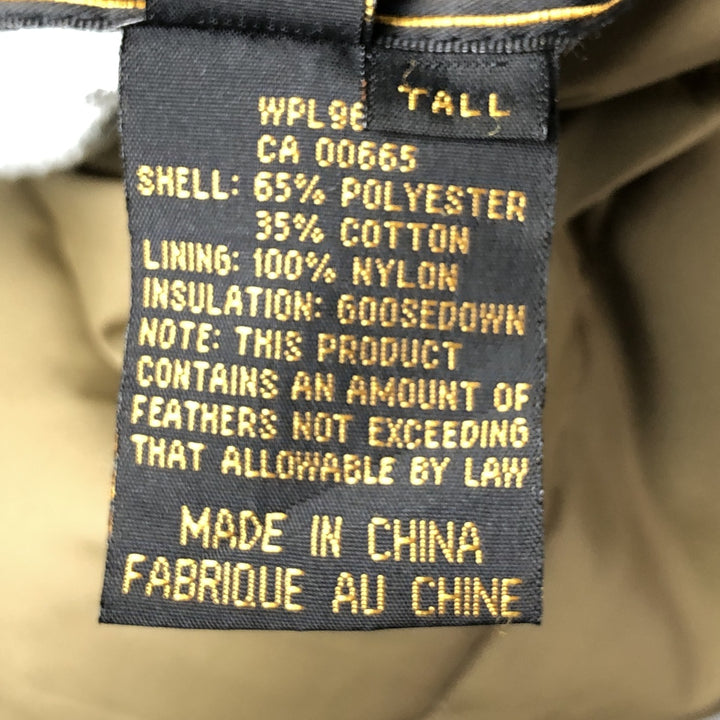 TALL
WPL96
CA 00665
SHELL: 65% POLYESTER
35% COTTON
LINING: 100% NYLON
INSULATION: GOOSEDOWN
NOTE: THIS PRODUCT
CONTAINS AN AMOUNT OF
FEATHERS NOT EXCEEDING
THAT ALLOWABLE BY LAW
MADE IN CHINA
FABRIQUE AU CHINE